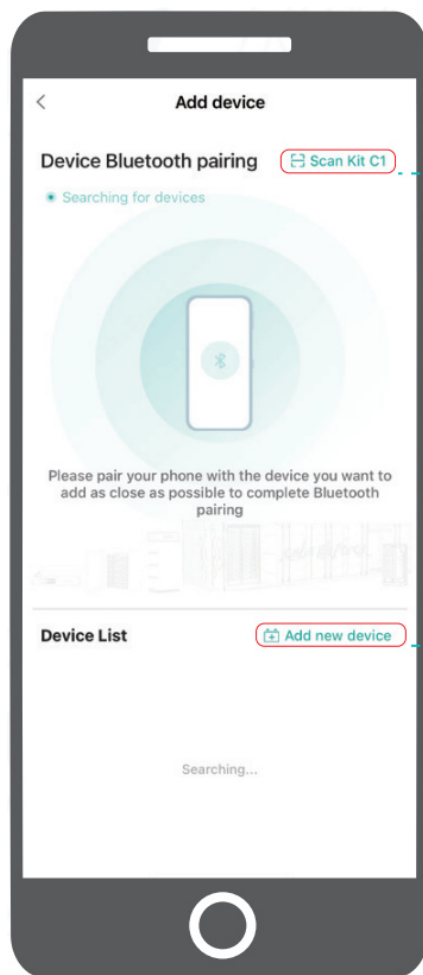 Add device
Device Bluetooth pairing
Scan Kit C1
Searching for devices
Please pair your phone with the device you want to
add as close as possible to complete Bluetooth
pairing
Device List
Add new device
Searching...